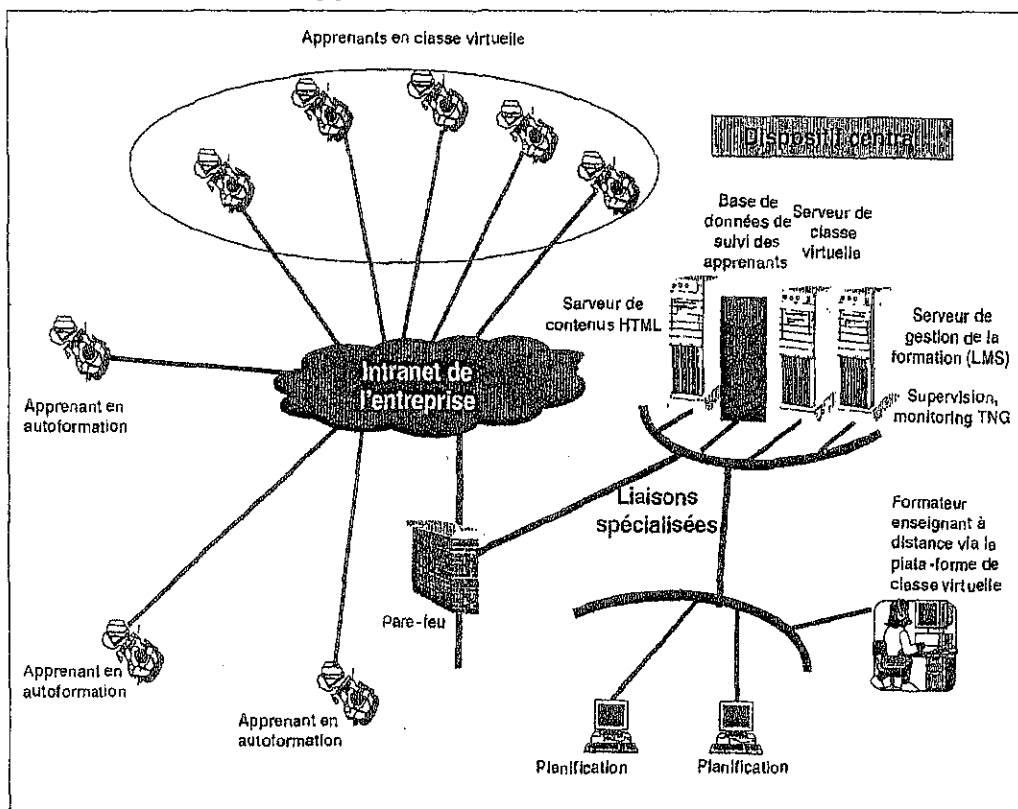 Apprenants en classe virtuelle
Dispositif central
Base de
données de
suivi des
apprenants
Serveur de
classe
virtuelle
Sarveur de
contenus HTML
Serveur de
gestion de la
formation (LMS)
Supervision,
monitoring TNG
Intranet de
l'entreprise
Apprenant en
autoformation
Liaisons
spécialisées
Formateur
enseignant à
distance via la
plata-forme de
classe virtuelle
Pare-feu
Apprenant en
autoformation
Apprenant en
autoformation
Planification
Planification